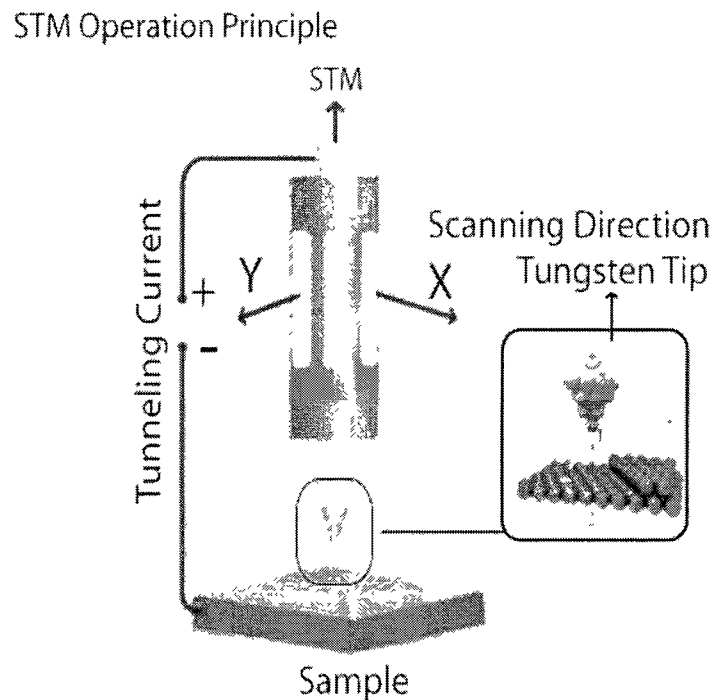 STM Operation Principle
STM
Scanning Direction
Tungsten Tip
Y
X
Tunneling Current
+
-
Sample